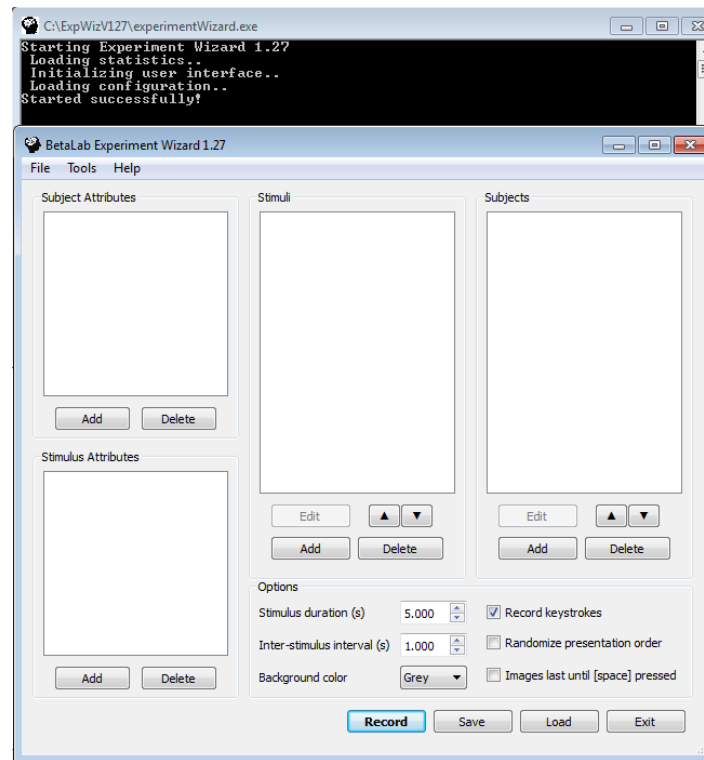 C:\ExpWizV127\experimentWizard.exe
Starting Experiment Wizard 1.27
Loading statistics..
Initializing user interface..
Loading configuration..
Started successfully!
BetaLab Experiment Wizard 1.27
File Tools Help
Subject Attributes
Add Delete
Stimulus Attributes
Add Delete
Stimuli
Edit ▲ ▼
Add Delete
Subjects
Edit ▲ ▼
Add Delete
Options
Stimulus duration (s) 5.000 Record keystrokes
Inter-stimulus interval (s) 1.000 Randomize presentation order
Background color Grey Images last until [space] pressed
Record Save Load Exit